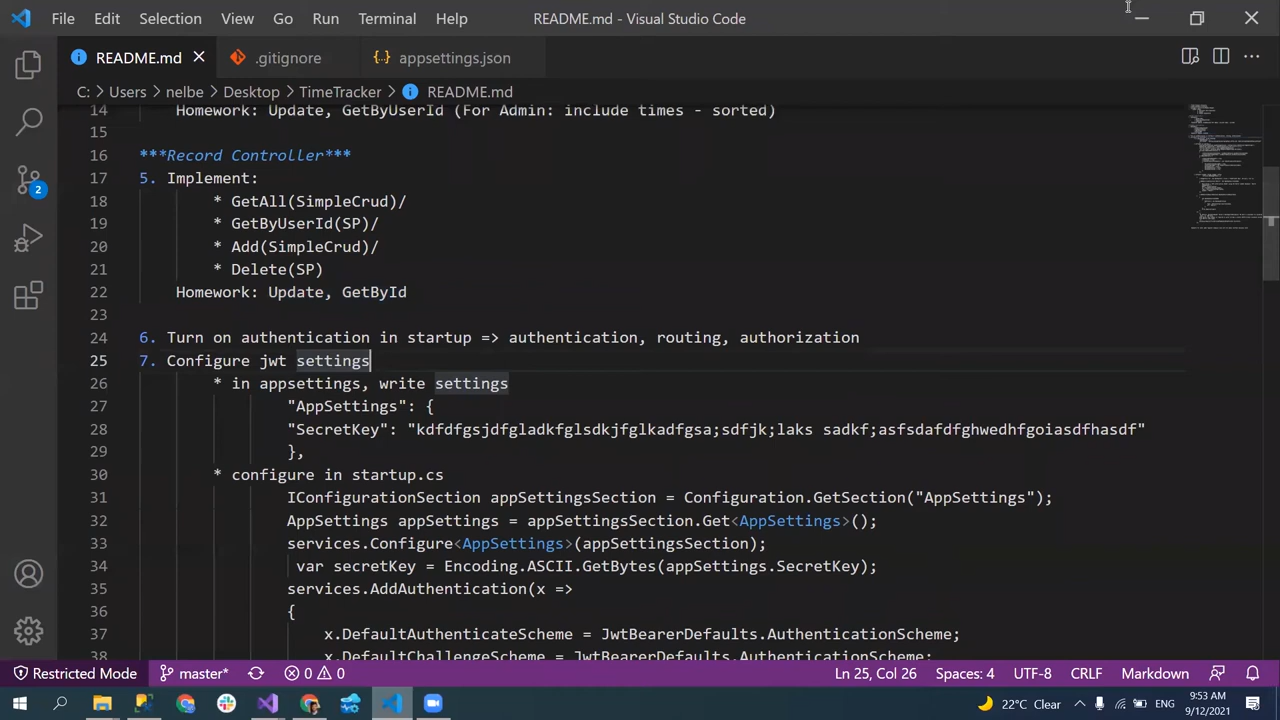 File Edit Selection View Go Run Terminal Help README.md - Visual Studio Code
README.md .gitignore {..} appsettings.json
C: > Users > nelbe > Desktop > TimeTracker > README.md
14 Homework: Update, GetByUserId (For Admin: include times - sorted)
15
16 ***Record Controller***
17 5. Implement:
18 * GetAll(SimpleCrud)/
19 * GetByUserId(SP)/
20 * Add(SimpleCrud)/
21 * Delete(SP)
22 Homework: Update, GetById
23
24 6. Turn on authentication in startup => authentication, routing, authorization
25 7. Configure jwt settings
26 * in appsettings, write settings
27 "AppSettings": {
28 "SecretKey": "kdfdfgsjdfgladkfglsdkjfglkadfgsa;sdfjk;laks sadkf;asfsdafdfghwedhfgoiasdfhasdf"
29 },
30 * configure in startup.cs
31 IConfigurationSection appSettingsSection = Configuration.GetSection("AppSettings");
32 AppSettings appSettings = appSettingsSection.Get<AppSettings>();
33 services.Configure<AppSettings>(appSettingsSection);
34 var secretKey = Encoding.ASCII.GetBytes(appSettings.SecretKey);
35 services.AddAuthentication(x =>
36 {
37 x.DefaultAuthenticateScheme = JwtBearerDefaults.AuthenticationScheme;
38 x.DefaultChallengeScheme = JwtBearerDefaults.AuthenticationScheme;
2
Restricted Mode master* 0 0 Ln 25, Col 26 Spaces: 4 UTF-8 CRLF Markdown
22°C Clear ENG 9:53 AM
9/12/2021